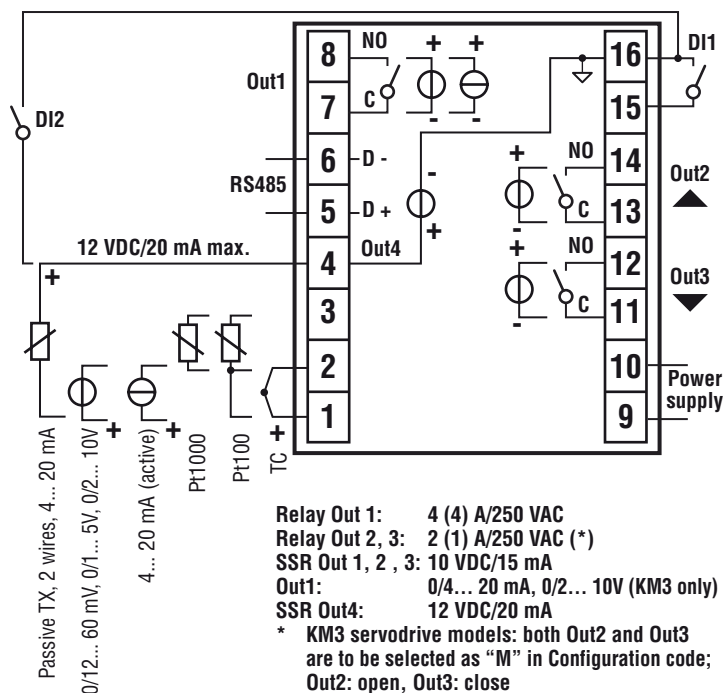 8
NO
+
+
Out1
7
C
-
-
6
D -
RS485
5
D +
12 VDC/20 mA max.
4
Out4
-
+
+
3
2
1
DI2
16
DI1
15
+
NO
14
Out2
C
13
-
+
NO
12
Out3
C
11
-
10
Power
supply
9
Passive TX, 2 wires, 4... 20 mA
+
0/12... 60 mV, 0/1... 5V, 0/2... 10V
+
4... 20 mA (active)
Pt1000
Pt100
+
TC
Relay Out 1: 4 (4) A/250 VAC
Relay Out 2, 3: 2 (1) A/250 VAC (*)
SSR Out 1, 2 , 3: 10 VDC/15 mA
Out1: 0/4... 20 mA, 0/2... 10V (KM3 only)
SSR Out4: 12 VDC/20 mA
* KM3 servodrive models: both Out2 and Out3
are to be selected as “M” in Configuration code;
Out2: open, Out3: close